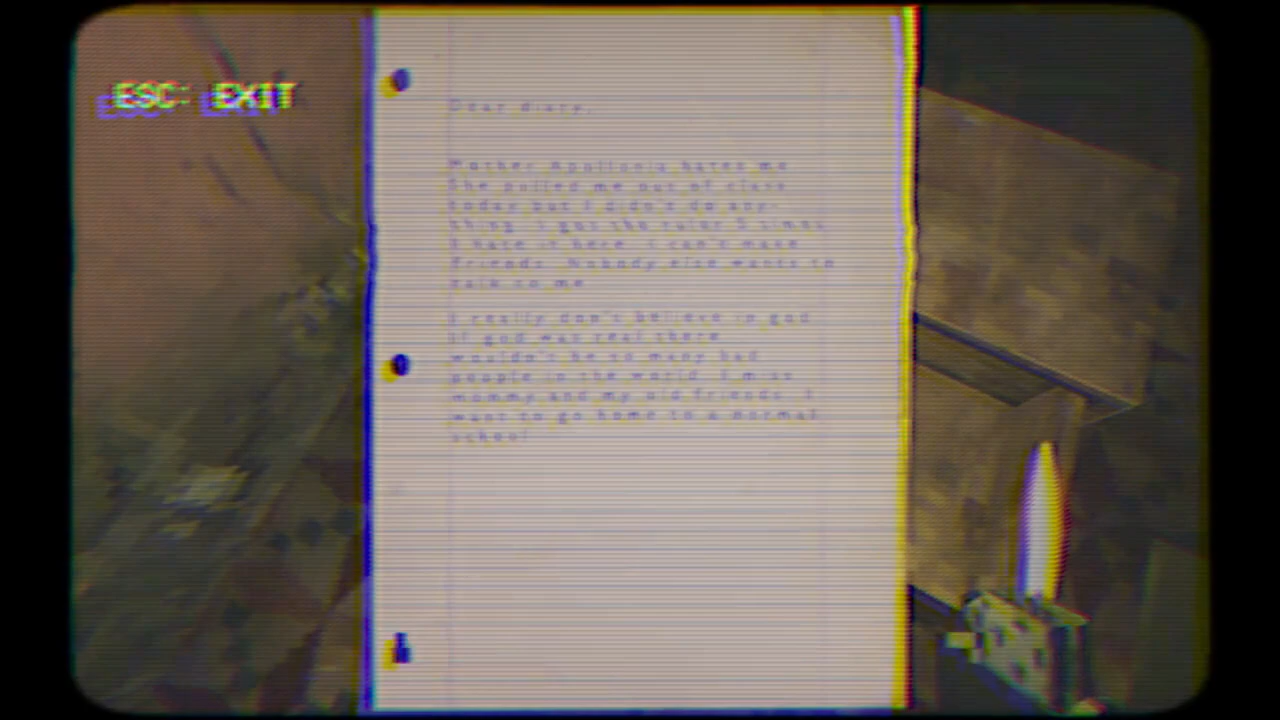 ESC: EXIT
Dear diary,
Mother Apollonia hates me
She pulled me out of class
today but I didn't do any-
thing. I got the ruler 5 times
I hate it here. I can't make
friends. Nobody else wants to
talk to me
I really don't believe in god
If god was real there
wouldn't be so many bad
people in the world. I miss
mommy and my old friends. I
want to go home to a normal
school